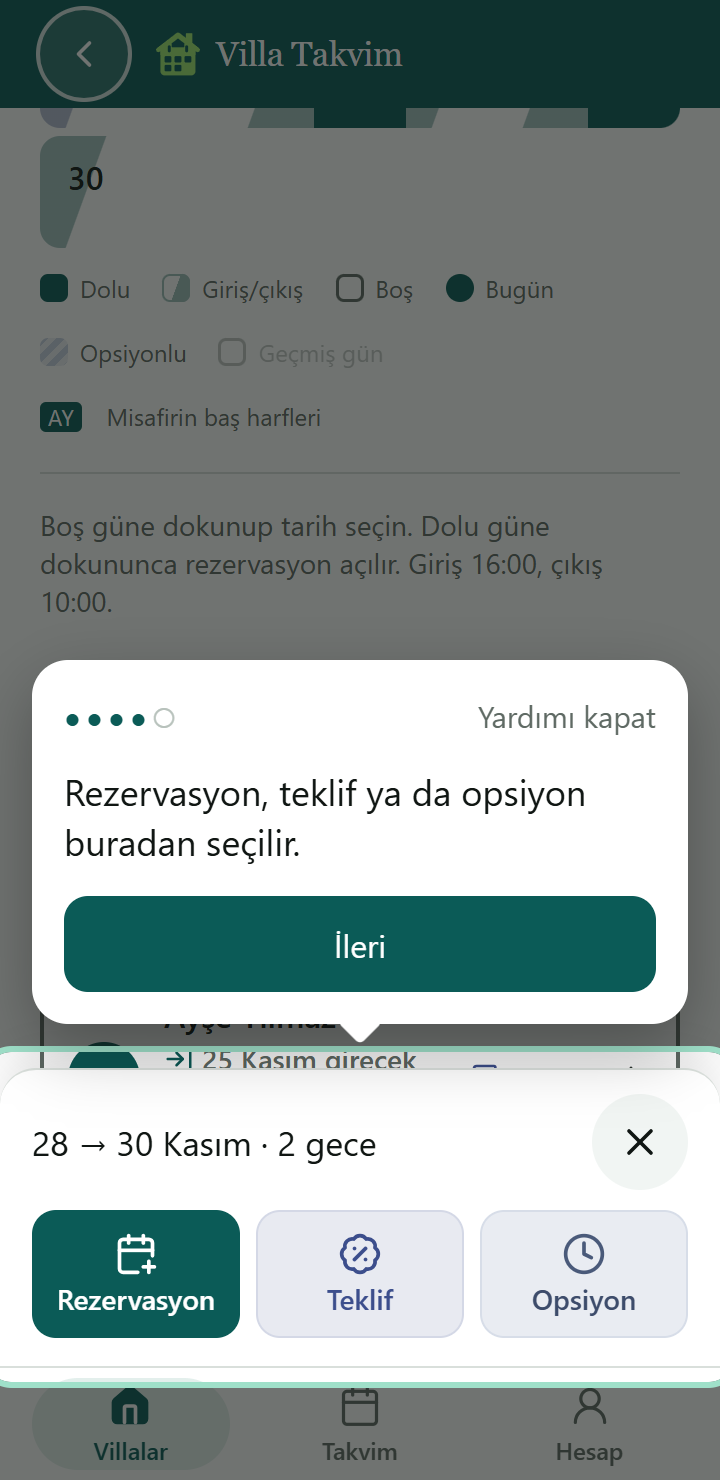 Villa Takvim
30
Dolu Giriş/çıkış Boş Bugün
Opsiyonlu Geçmiş gün
AY Misafirin baş harfleri
Boş güne dokunup tarih seçin. Dolu güne
dokununca rezervasyon açılır. Giriş 16:00, çıkış
10:00.
Yardımı kapat
Rezervasyon, teklif ya da opsiyon
buradan seçilir.
İleri
Ayşe Yılmaz
25 Kasım girecek
28 → 30 Kasım · 2 gece
Rezervasyon Teklif Opsiyon
Villalar Takvim Hesap